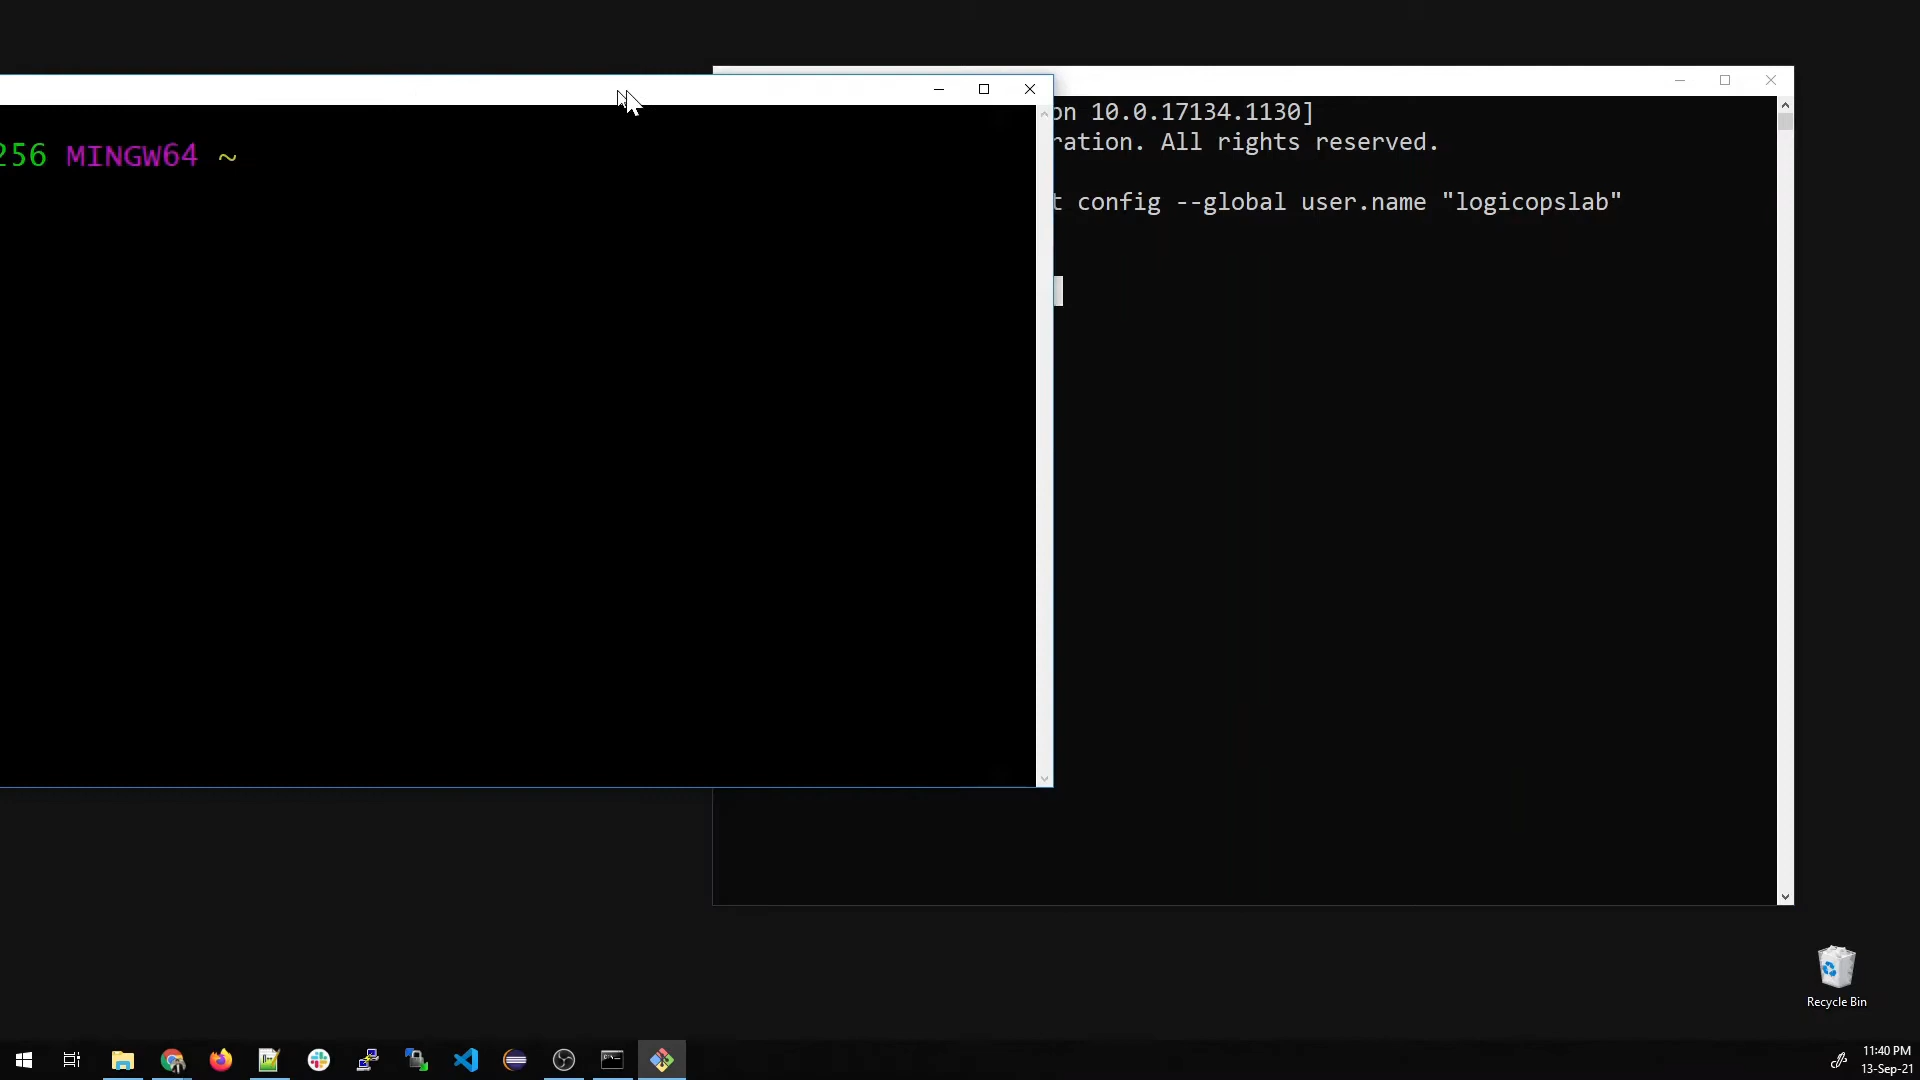 256 MINGW64 ~
on 10.0.17134.1130]
ration. All rights reserved.
t config --global user.name "logicopslab"
Recycle Bin
11:40 PM
13-Sep-21